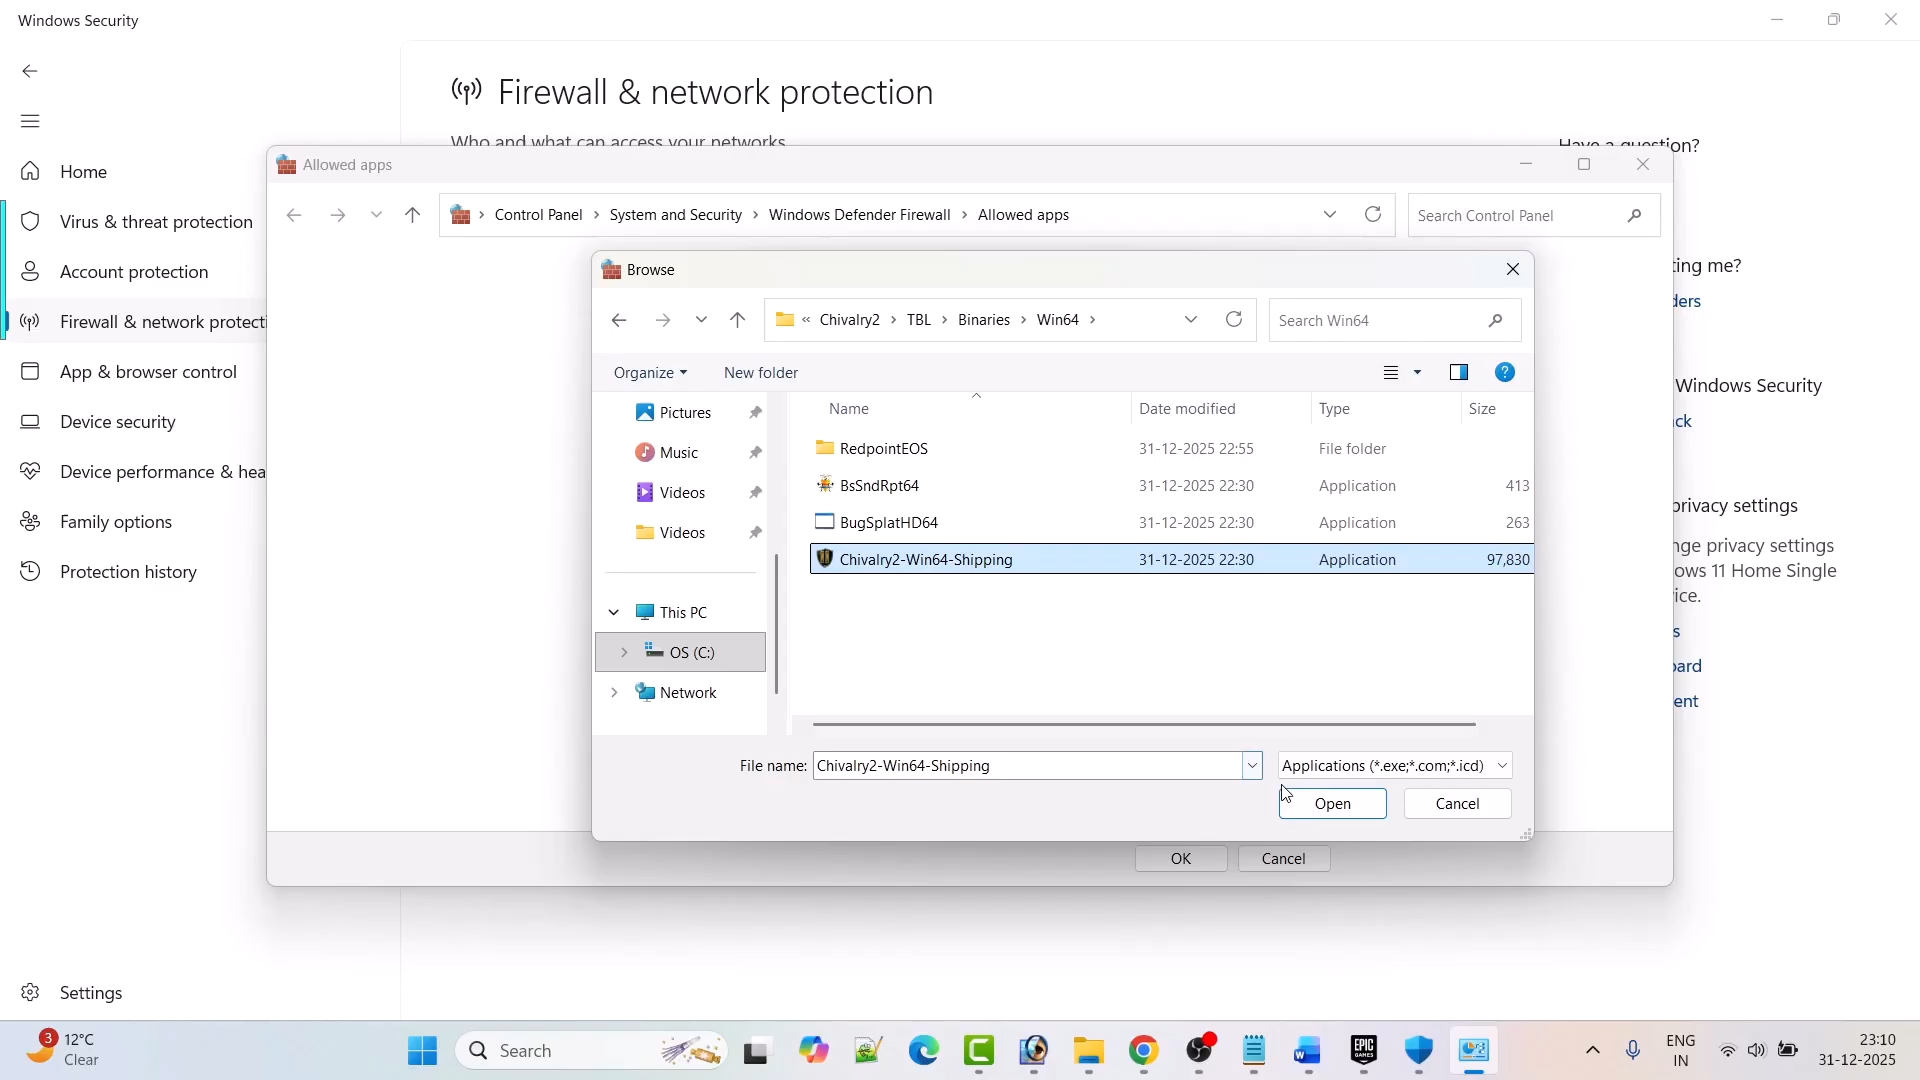 Windows Security
Firewall & network protection
Who and what can access your networks.
Have a question?
Home
Virus & threat protection
Account protection
Firewall & network protecti
App & browser control
Device security
Device performance & hea
Family options
Protection history
Settings
ting me?
ders
Windows Security
ck
privacy settings
nge privacy settings
ows 11 Home Single
ice.
s
oard
ent
Allowed apps
Control Panel > System and Security > Windows Defender Firewall > Allowed apps
Search Control Panel
Browse
« Chivalry2 > TBL > Binaries > Win64 >
Search Win64
Organize
New folder
Pictures
Music
Videos
Videos
This PC
OS (C:)
Network
Name Date modified Type Size
RedpointEOS 31-12-2025 22:55 File folder
BsSndRpt64 31-12-2025 22:30 Application 413
BugSplatHD64 31-12-2025 22:30 Application 263
Chivalry2-Win64-Shipping 31-12-2025 22:30 Application 97,830
File name: Chivalry2-Win64-Shipping
Applications (*.exe;*.com;*.icd)
Open
Cancel
OK
Cancel
3
12°C
Clear
Search
EPIC
GAMES
ENG
IN
23:10
31-12-2025